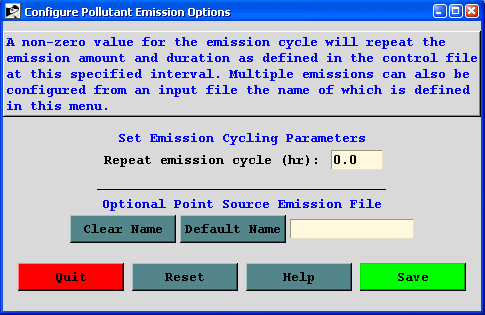 Configure Pollutant Emission Options
A non-zero value for the emission cycle will repeat the
emission amount and duration as defined in the control file
at this specified interval. Multiple emissions can also be
configured from an input file the name of which is defined
in this menu.
Set Emission Cycling Parameters
Repeat emission cycle (hr): 0.0
Optional Point Source Emission File
Clear Name Default Name
Quit Reset Help Save